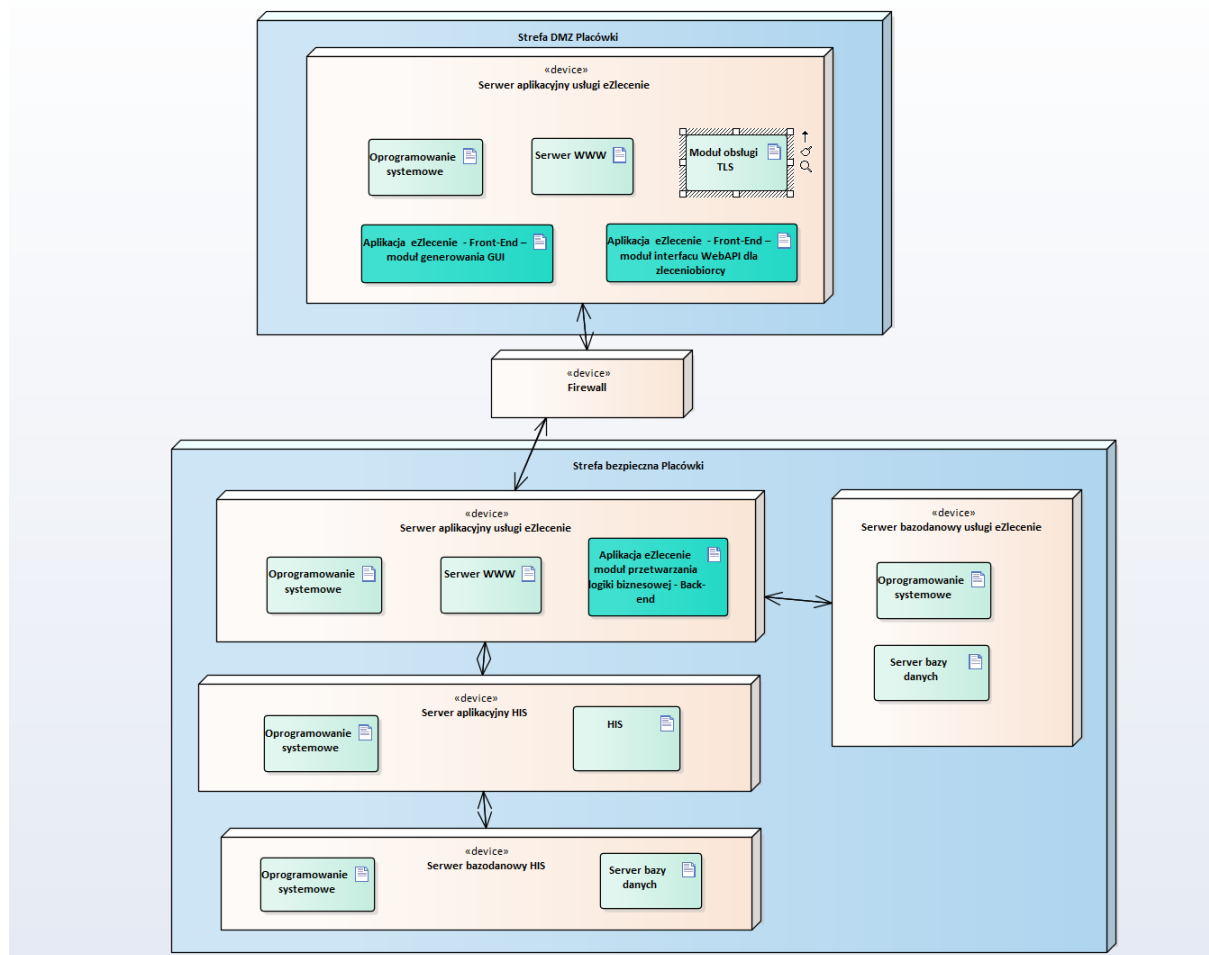 Strefa DMZ Placówki
«device»
Serwer aplikacyjny usługi eZlecenie
Oprogramowanie
systemowe
Serwer WWW
Moduł obsługi
TLS
Aplikacja eZlecenie - Front-End –
moduł generowania GUI
Aplikacja eZlecenie - Front-End –
moduł interfacu WebAPI dla
zleceniobiorcy
«device»
Firewall
Strefa bezpieczna Placówki
«device»
Serwer aplikacyjny usługi eZlecenie
Oprogramowanie
systemowe
Serwer WWW
Aplikacja eZlecenie
moduł przetwarzania
logiki biznesowej - Back-
end
«device»
Serwer bazodanowy usługi eZlecenie
Oprogramowanie
systemowe
Server bazy
danych
«device»
Server aplikacyjny HIS
Oprogramowanie
systemowe
HIS
«device»
Serwer bazodanowy HIS
Oprogramowanie
systemowe
Server bazy
danych